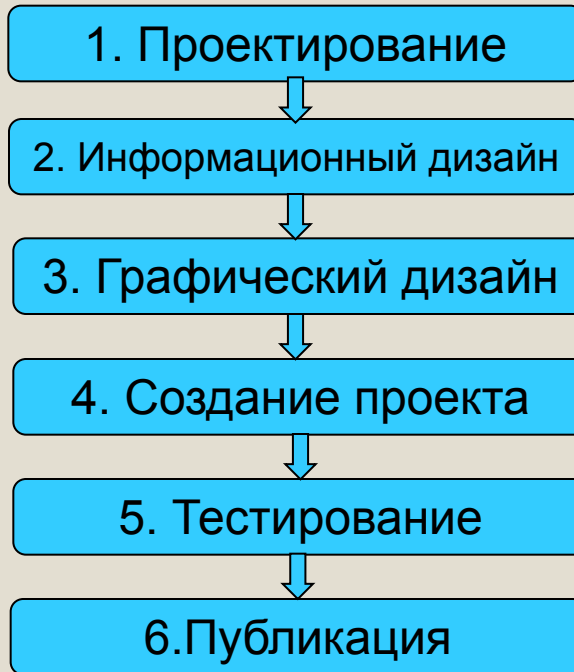 1. Проектирование
2. Информационный дизайн
3. Графический дизайн
4. Создание проекта
5. Тестирование
6.Публикация